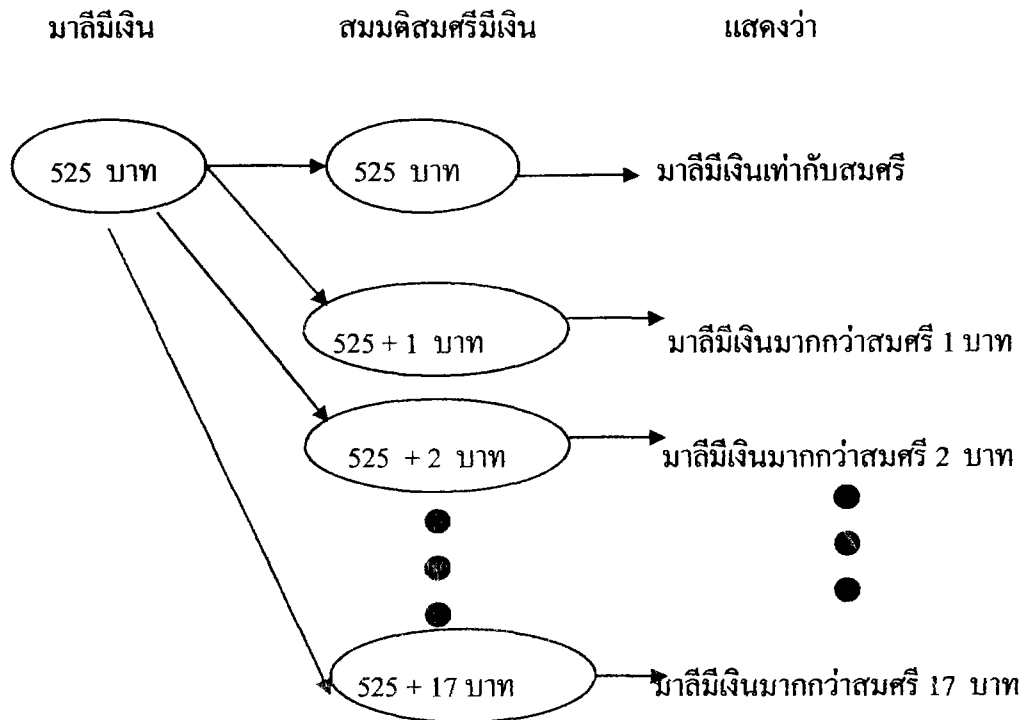 มาลีมีเงิน สมมติสมศรีมีเงิน แสดงว่า
525 บาท 525 บาท มาลีมีเงินเท่ากับสมศรี
525 + 1 บาท มาลีมีเงินมากกว่าสมศรี 1 บาท
525 + 2 บาท มาลีมีเงินมากกว่าสมศรี 2 บาท
525 + 17 บาท มาลีมีเงินมากกว่าสมศรี 17 บาท